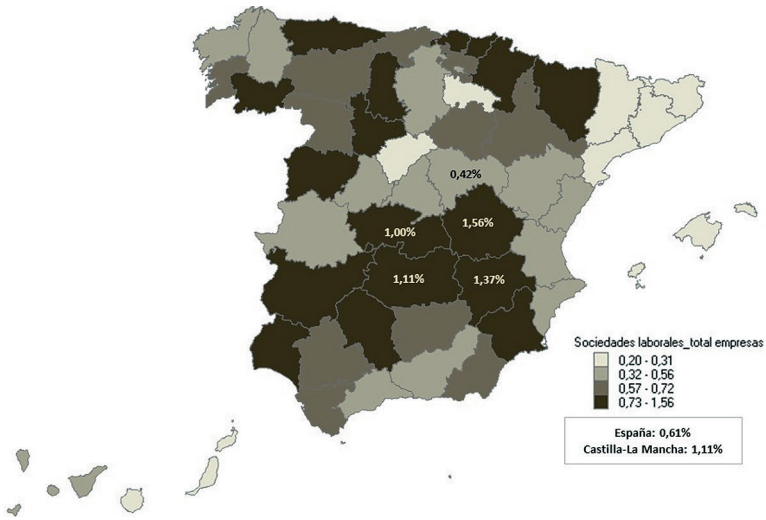 0,42%
1,56%
1,00%
1,11%
1,37%
Sociedades laborales_total empresas
0,20 - 0,31
0,32 - 0,56
0,57 - 0,72
0,73 - 1,56
España: 0,61%
Castilla-La Mancha: 1,11%